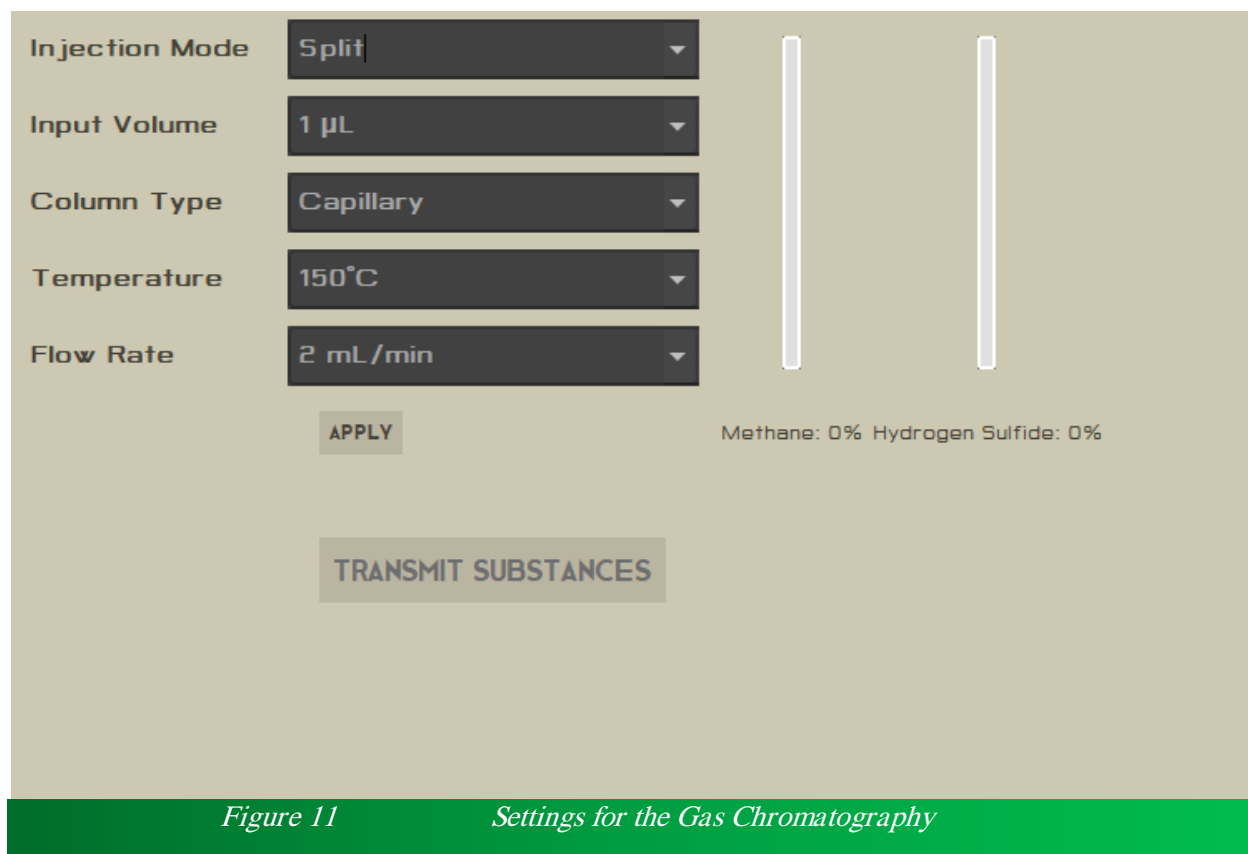 Injection Mode Split
Input Volume 1 µL
Column Type Capillary
Temperature 150°C
Flow Rate 2 mL/min
APPLY Methane: 0% Hydrogen Sulfide: 0%
TRANSMIT SUBSTANCES
Figure 11 Settings for the Gas Chromatography